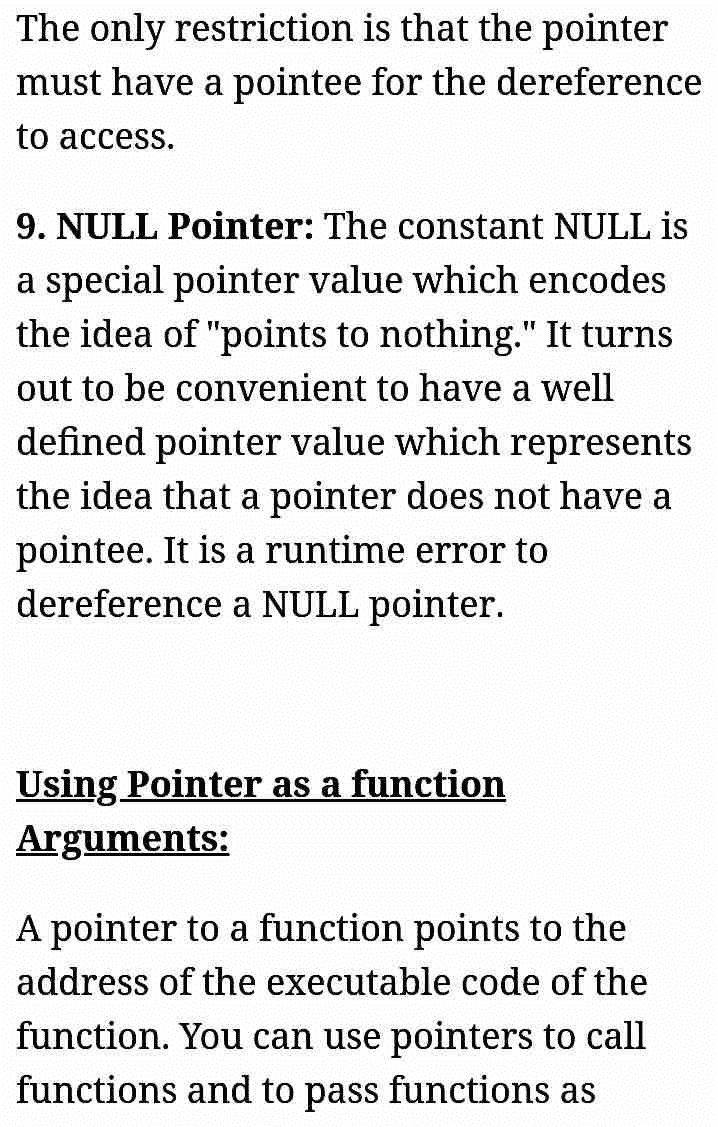 The only restriction is that the pointer
must have a pointee for the dereference
to access.
9. NULL Pointer: The constant NULL is
a special pointer value which encodes
the idea of "points to nothing." It turns
out to be convenient to have a well
defined pointer value which represents
the idea that a pointer does not have a
pointee. It is a runtime error to
dereference a NULL pointer.
Using Pointer as a function
Arguments:
A pointer to a function points to the
address of the executable code of the
function. You can use pointers to call
functions and to pass functions as